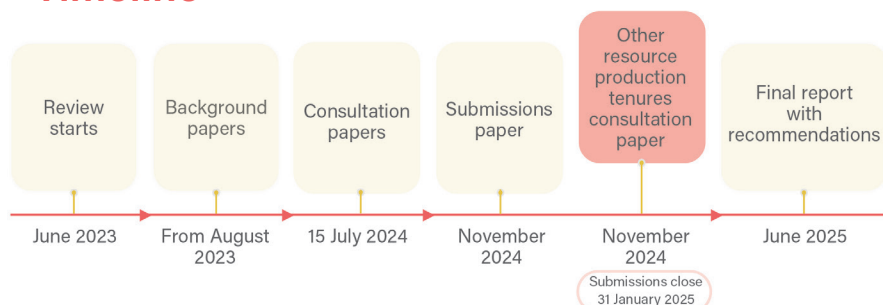 Timeline
Review
starts
Background
papers
Consultation
papers
Submissions
paper
Other
resource
production
tenures
consultation
paper
Final report
with
recommendations
June 2023
From August
2023
15 July 2024
November
2024
November
2024
Submissions close
31 January 2025
June 2025